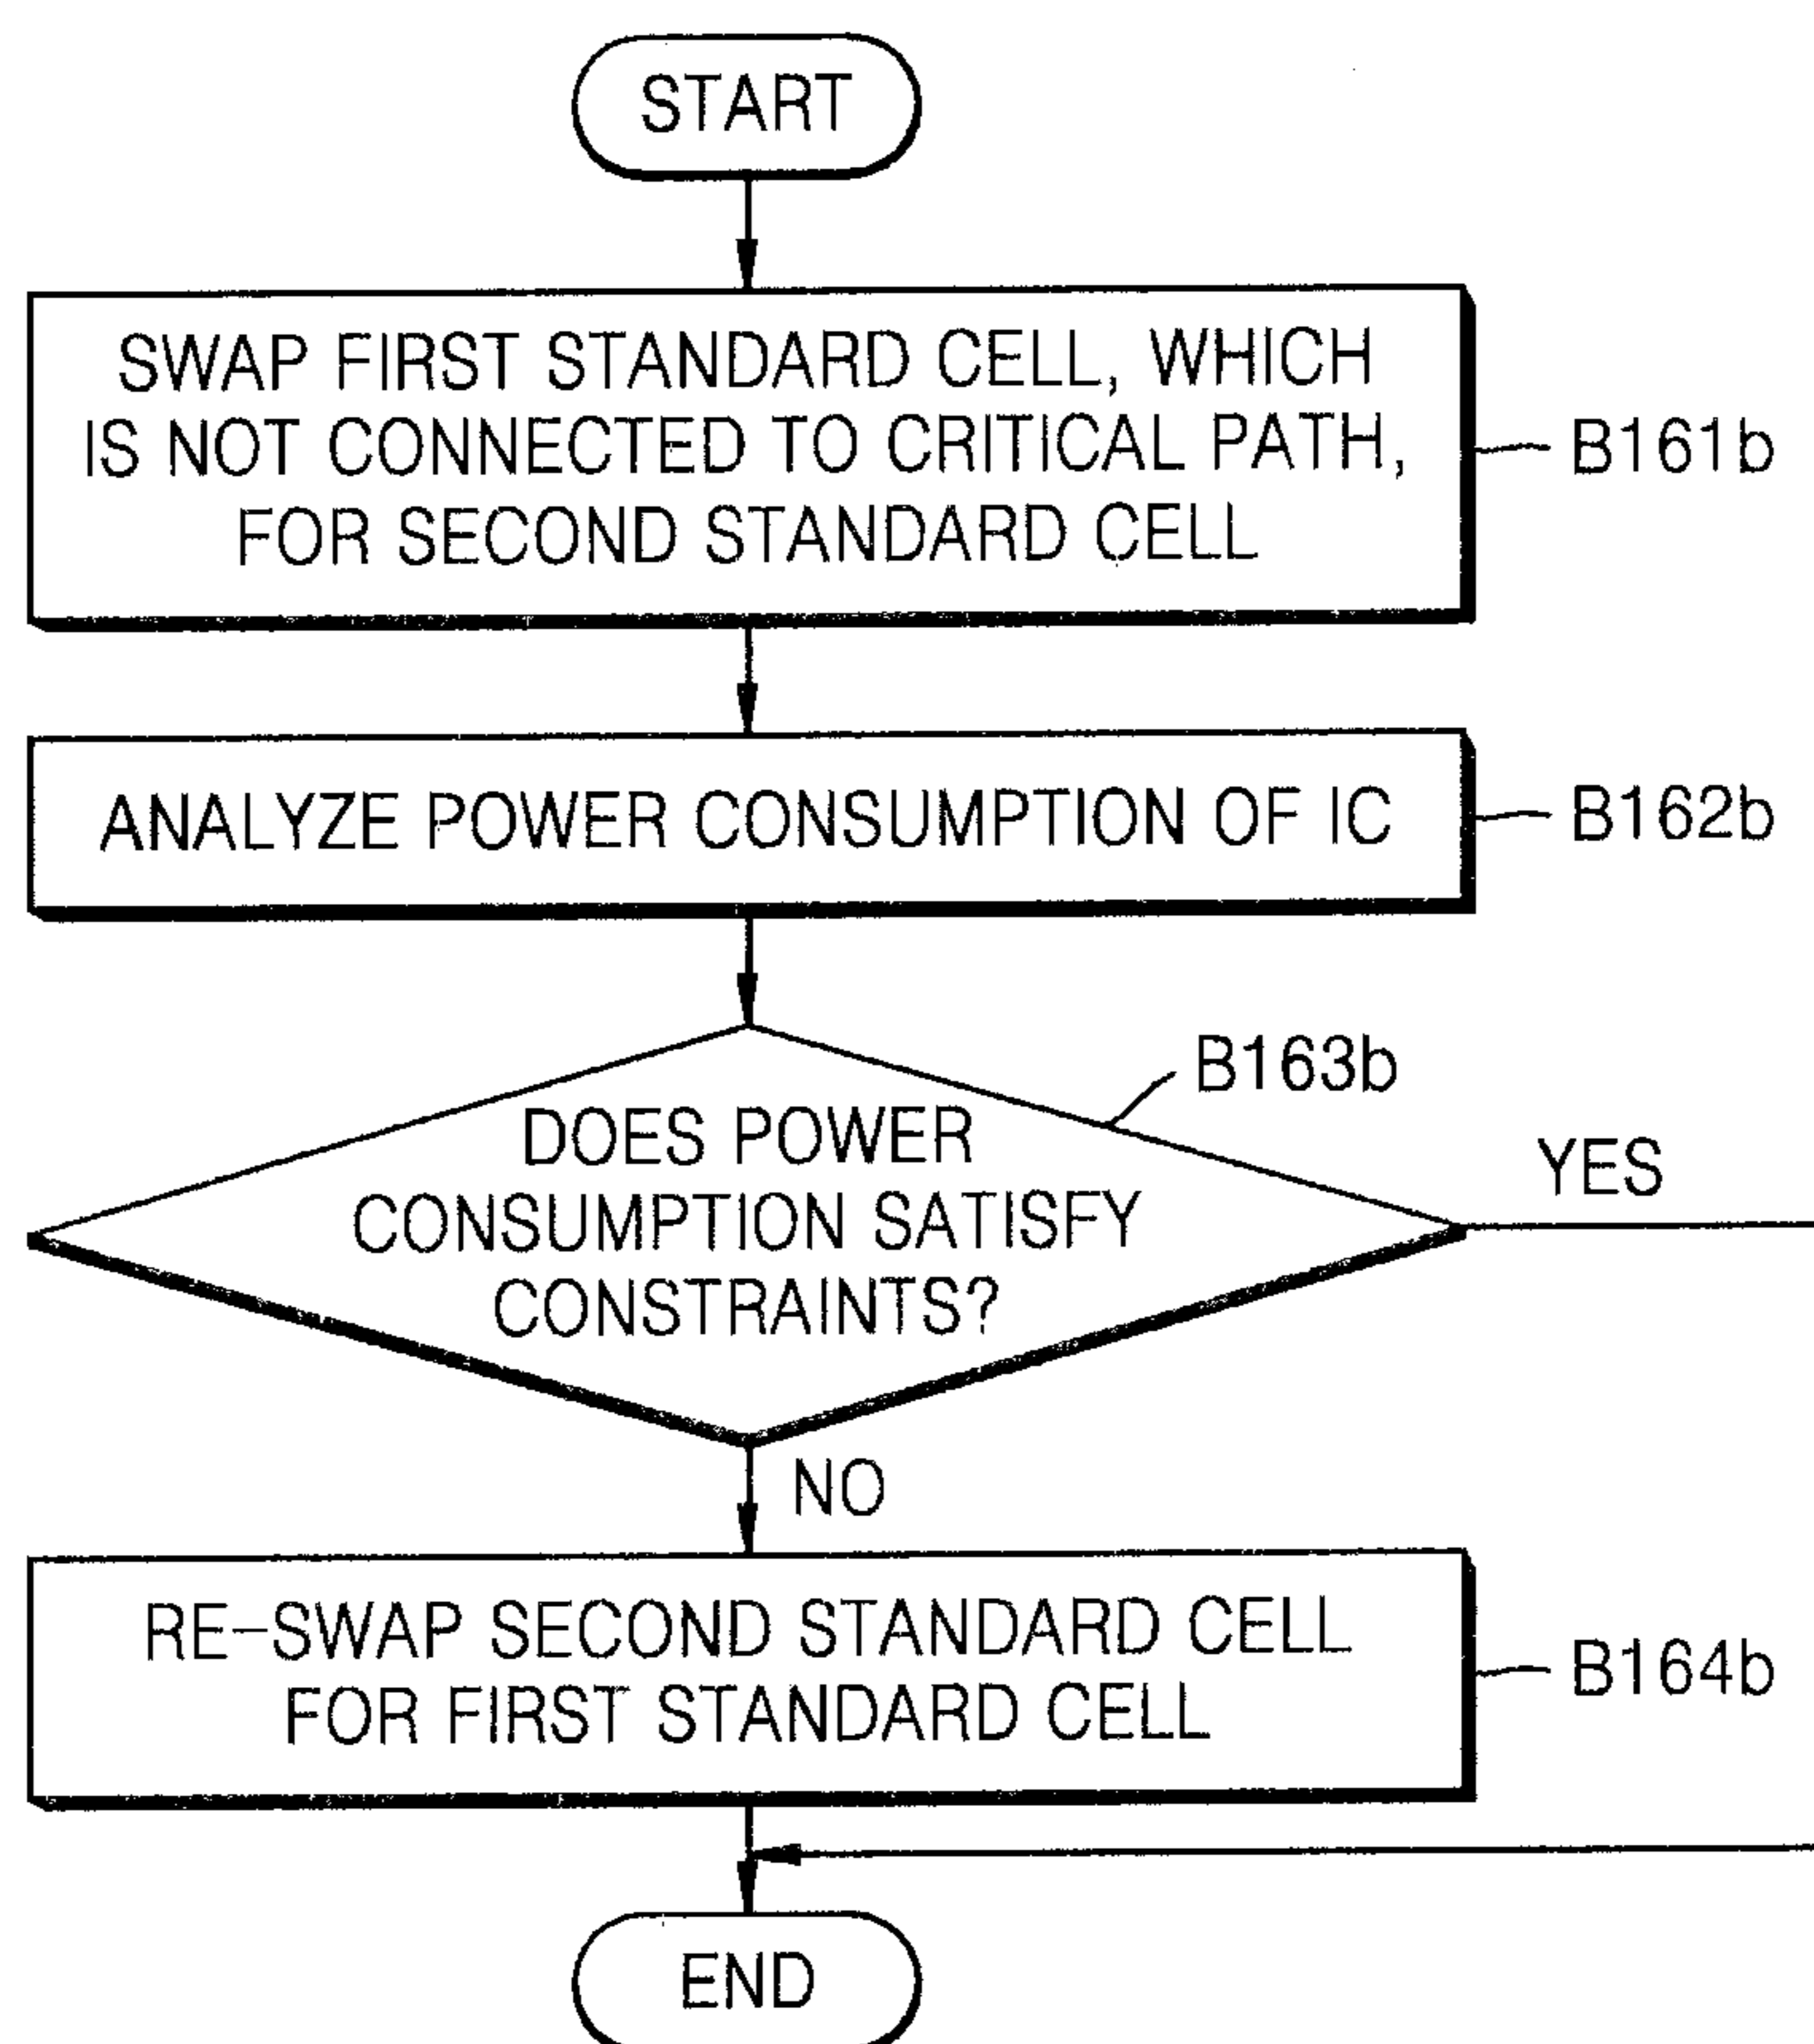 START
SWAP FIRST STANDARD CELL, WHICH
IS NOT CONNECTED TO CRITICAL PATH,
FOR SECOND STANDARD CELL
B161b
ANALYZE POWER CONSUMPTION OF IC
B162b
B163b
DOES POWER
CONSUMPTION SATISFY
CONSTRAINTS?
YES
NO
RE-SWAP SECOND STANDARD CELL
FOR FIRST STANDARD CELL
B164b
END